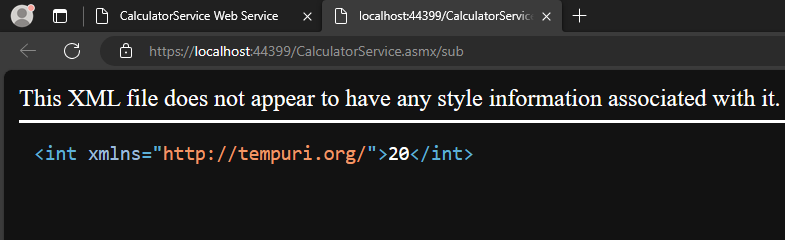 CalculatorService Web Service
localhost:44399/CalculatorService
https://localhost:44399/CalculatorService.asmx/sub
This XML file does not appear to have any style information associated with it.
<int xmlns="http://tempuri.org/">20</int>